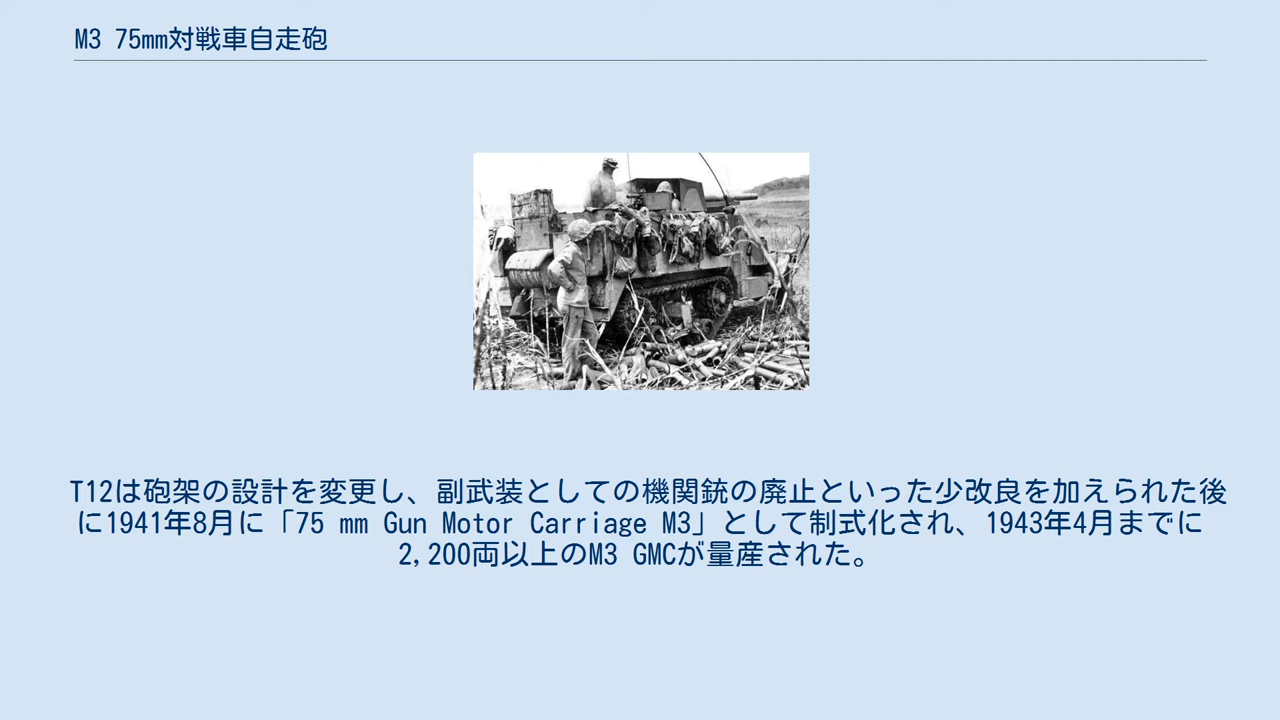 M3 75mm対戦車自走砲
T12は砲架の設計を変更し、副武装としての機関銃の廃止といった少改良を加えられた後
に1941年8月に「75 mm Gun Motor Carriage M3」として制式化され、1943年4月までに
2,200両以上のM3 GMCが量産された。